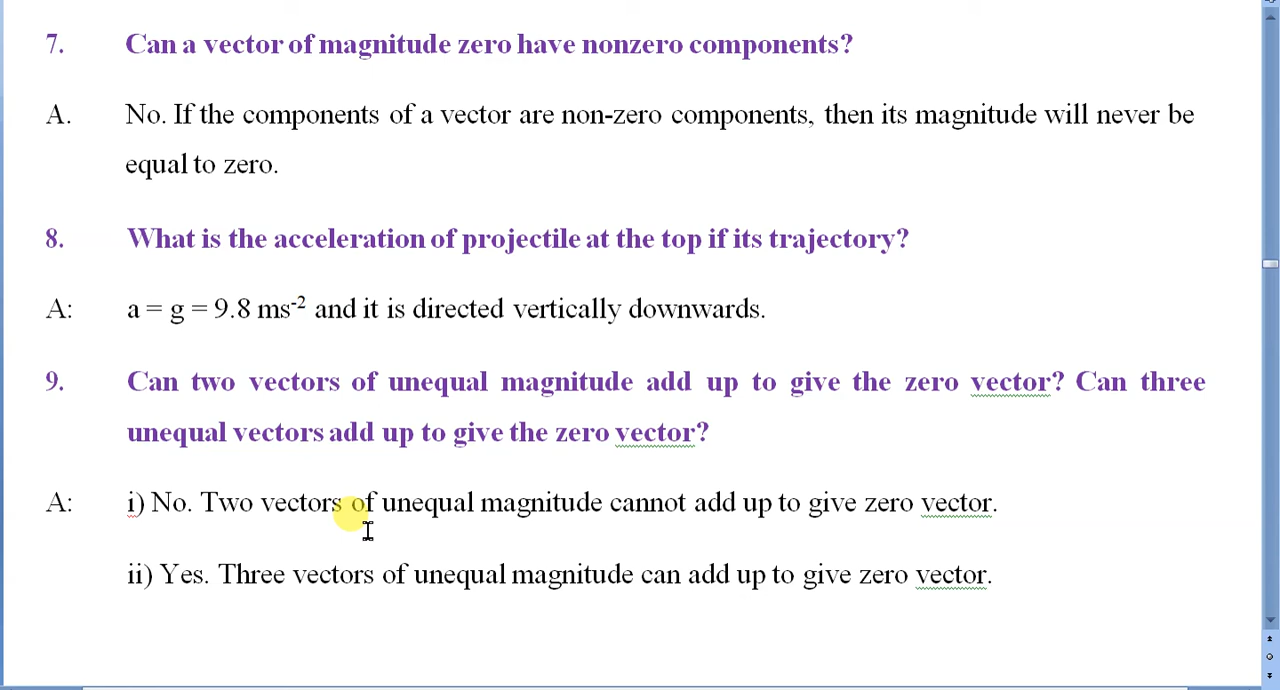 7. Can a vector of magnitude zero have nonzero components?
A. No. If the components of a vector are non-zero components, then its magnitude will never be
equal to zero.
8. What is the acceleration of projectile at the top if its trajectory?
A: a = g = 9.8 ms⁻² and it is directed vertically downwards.
9. Can two vectors of unequal magnitude add up to give the zero vector? Can three
unequal vectors add up to give the zero vector?
A: i) No. Two vectors of unequal magnitude cannot add up to give zero vector.
ii) Yes. Three vectors of unequal magnitude can add up to give zero vector.